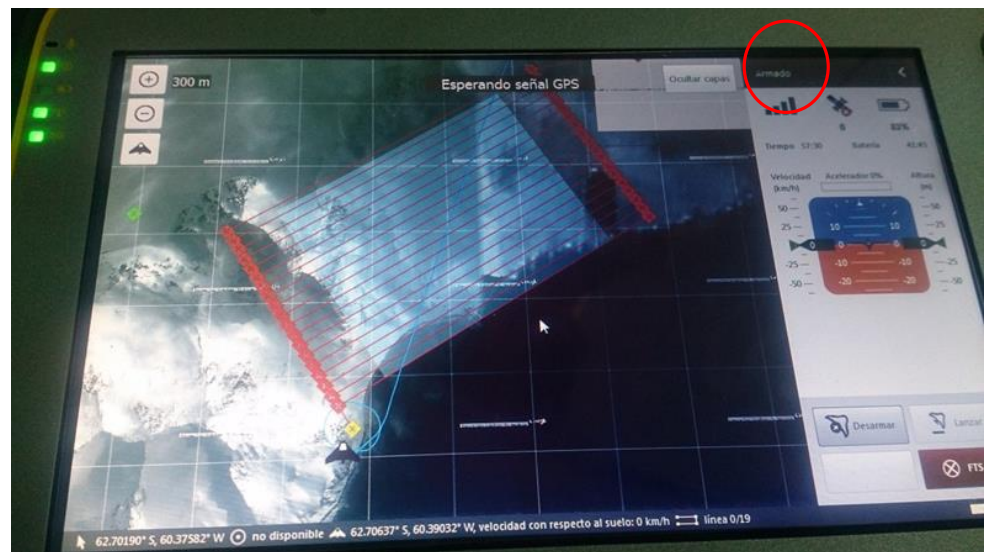 300 m
Esperando señal GPS
Ocultar capas
Armado
0
83%
Tiempo 57:30
Batería
Velocidad (km/h)
Acelerador 0%
Altura
50
50
25
10
10
25
0
0
0
0
-25
-10
-10
-25
-50
-20
-20
-50
Desarmar
Lanzar
FTS
62.70190° S, 60.37582° W no disponible 62.70637° S, 60.39032° W, velocidad con respecto al suelo: 0 km/h línea 0/19